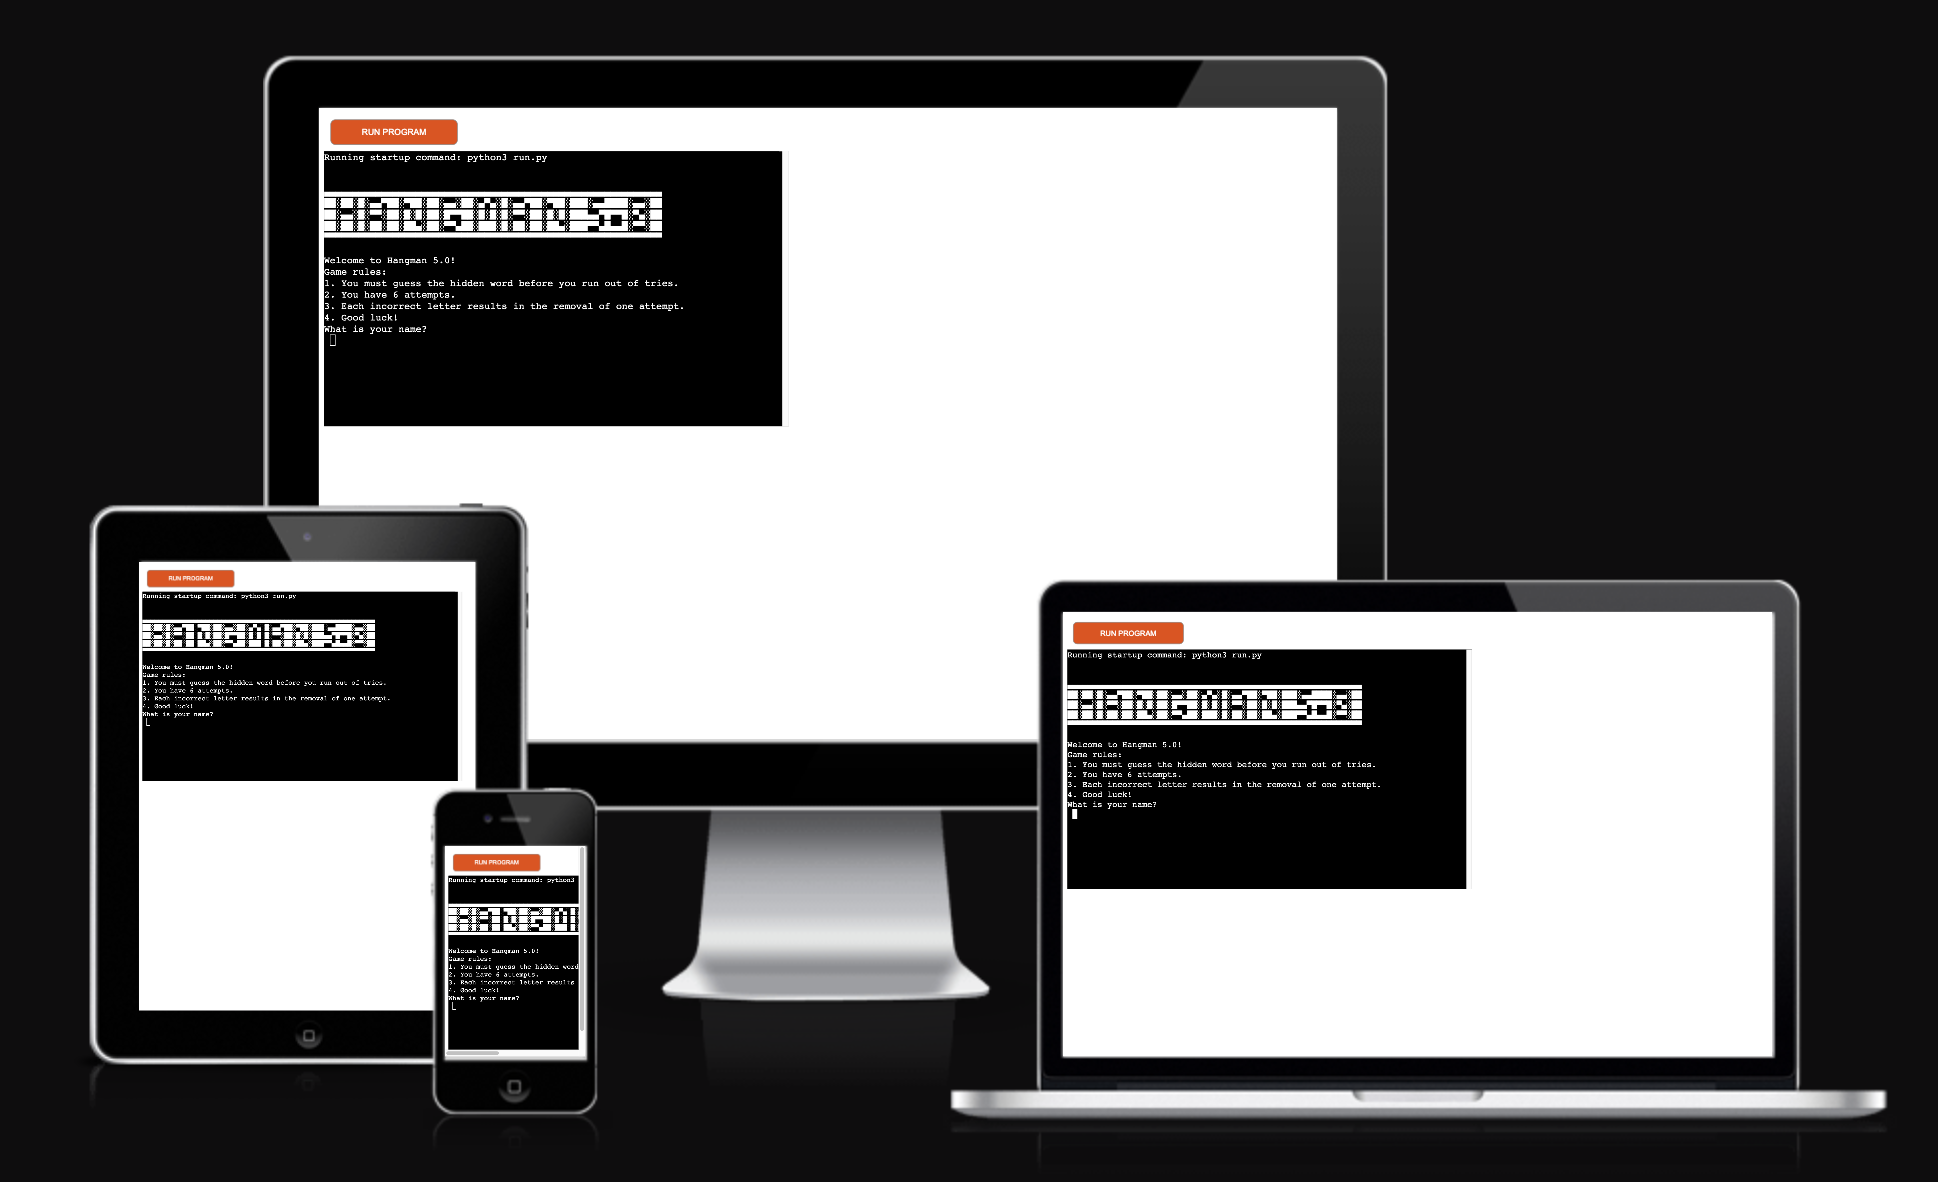 RUN PROGRAM
Running startup command: python3 run.py
HANGMAN 5.0
Welcome to Hangman 5.0!
Game rules:
1. You must guess the hidden word before you run out of tries.
2. You have 6 attempts.
3. Each incorrect letter results in the removal of one attempt.
4. Good luck!
What is your name?
RUN PROGRAM
Running startup command: python3 run.py
HANGMAN 5.0
Welcome to Hangman 5.0!
Game rules:
1. You must guess the hidden word before you run out of tries.
2. You have 6 attempts.
3. Each incorrect letter results in the removal of one attempt.
4. Good luck!
What is your name?
RUN PROGRAM
Running startup command: python3
HANGM
Welcome to Hangman 5.0!
Game rules:
1. You must guess the hidden word
2. You have 6 attempts.
3. Each incorrect letter results
4. Good luck!
What is your name?
RUN PROGRAM
Running startup command: python3 run.py
HANGMAN 5.0
Welcome to Hangman 5.0!
Game rules:
1. You must guess the hidden word before you run out of tries.
2. You have 6 attempts.
3. Each incorrect letter results in the removal of one attempt.
4. Good luck!
What is your name?